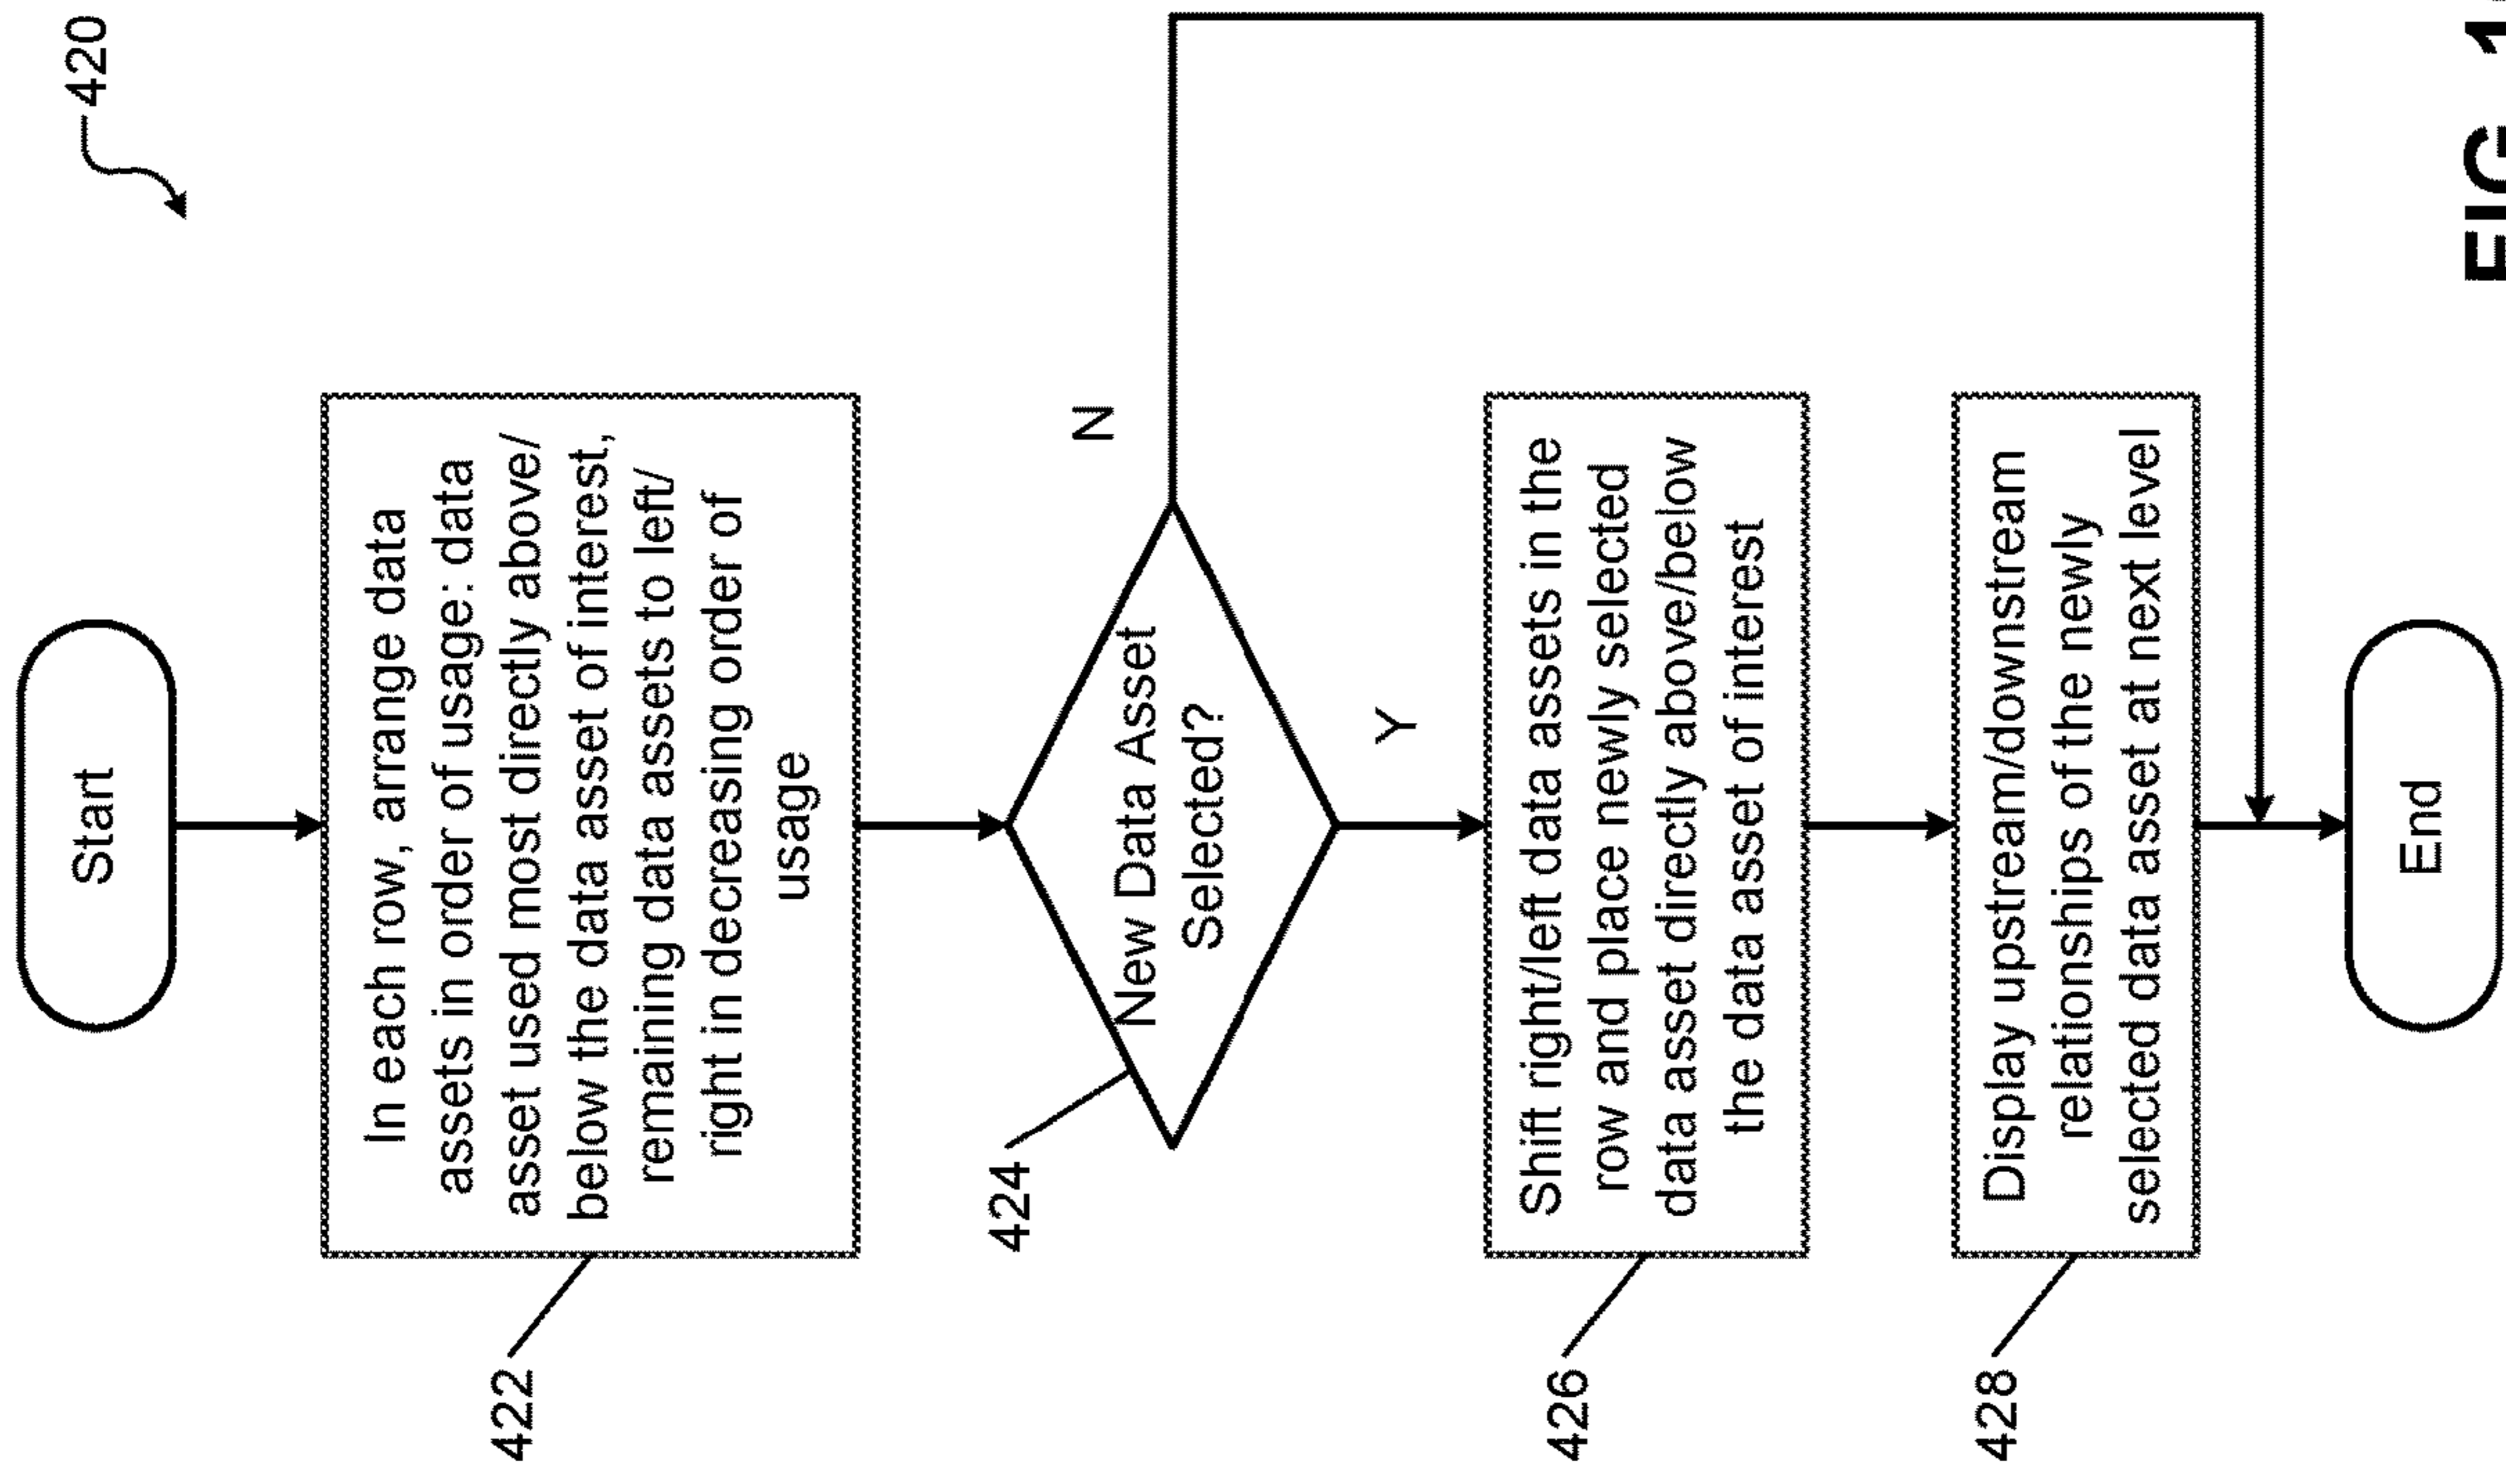 420
Start
422
In each row, arrange data
assets in order of usage: data
asset used most directly above/
below the data asset of interest,
remaining data assets to left/
right in decreasing order of
usage
424
New Data Asset
Selected?
N
Y
426
Shift right/left data assets in the
row and place newly selected
data asset directly above/below
the data asset of interest
428
Display upstream/downstream
relationships of the newly
selected data asset at next level
End